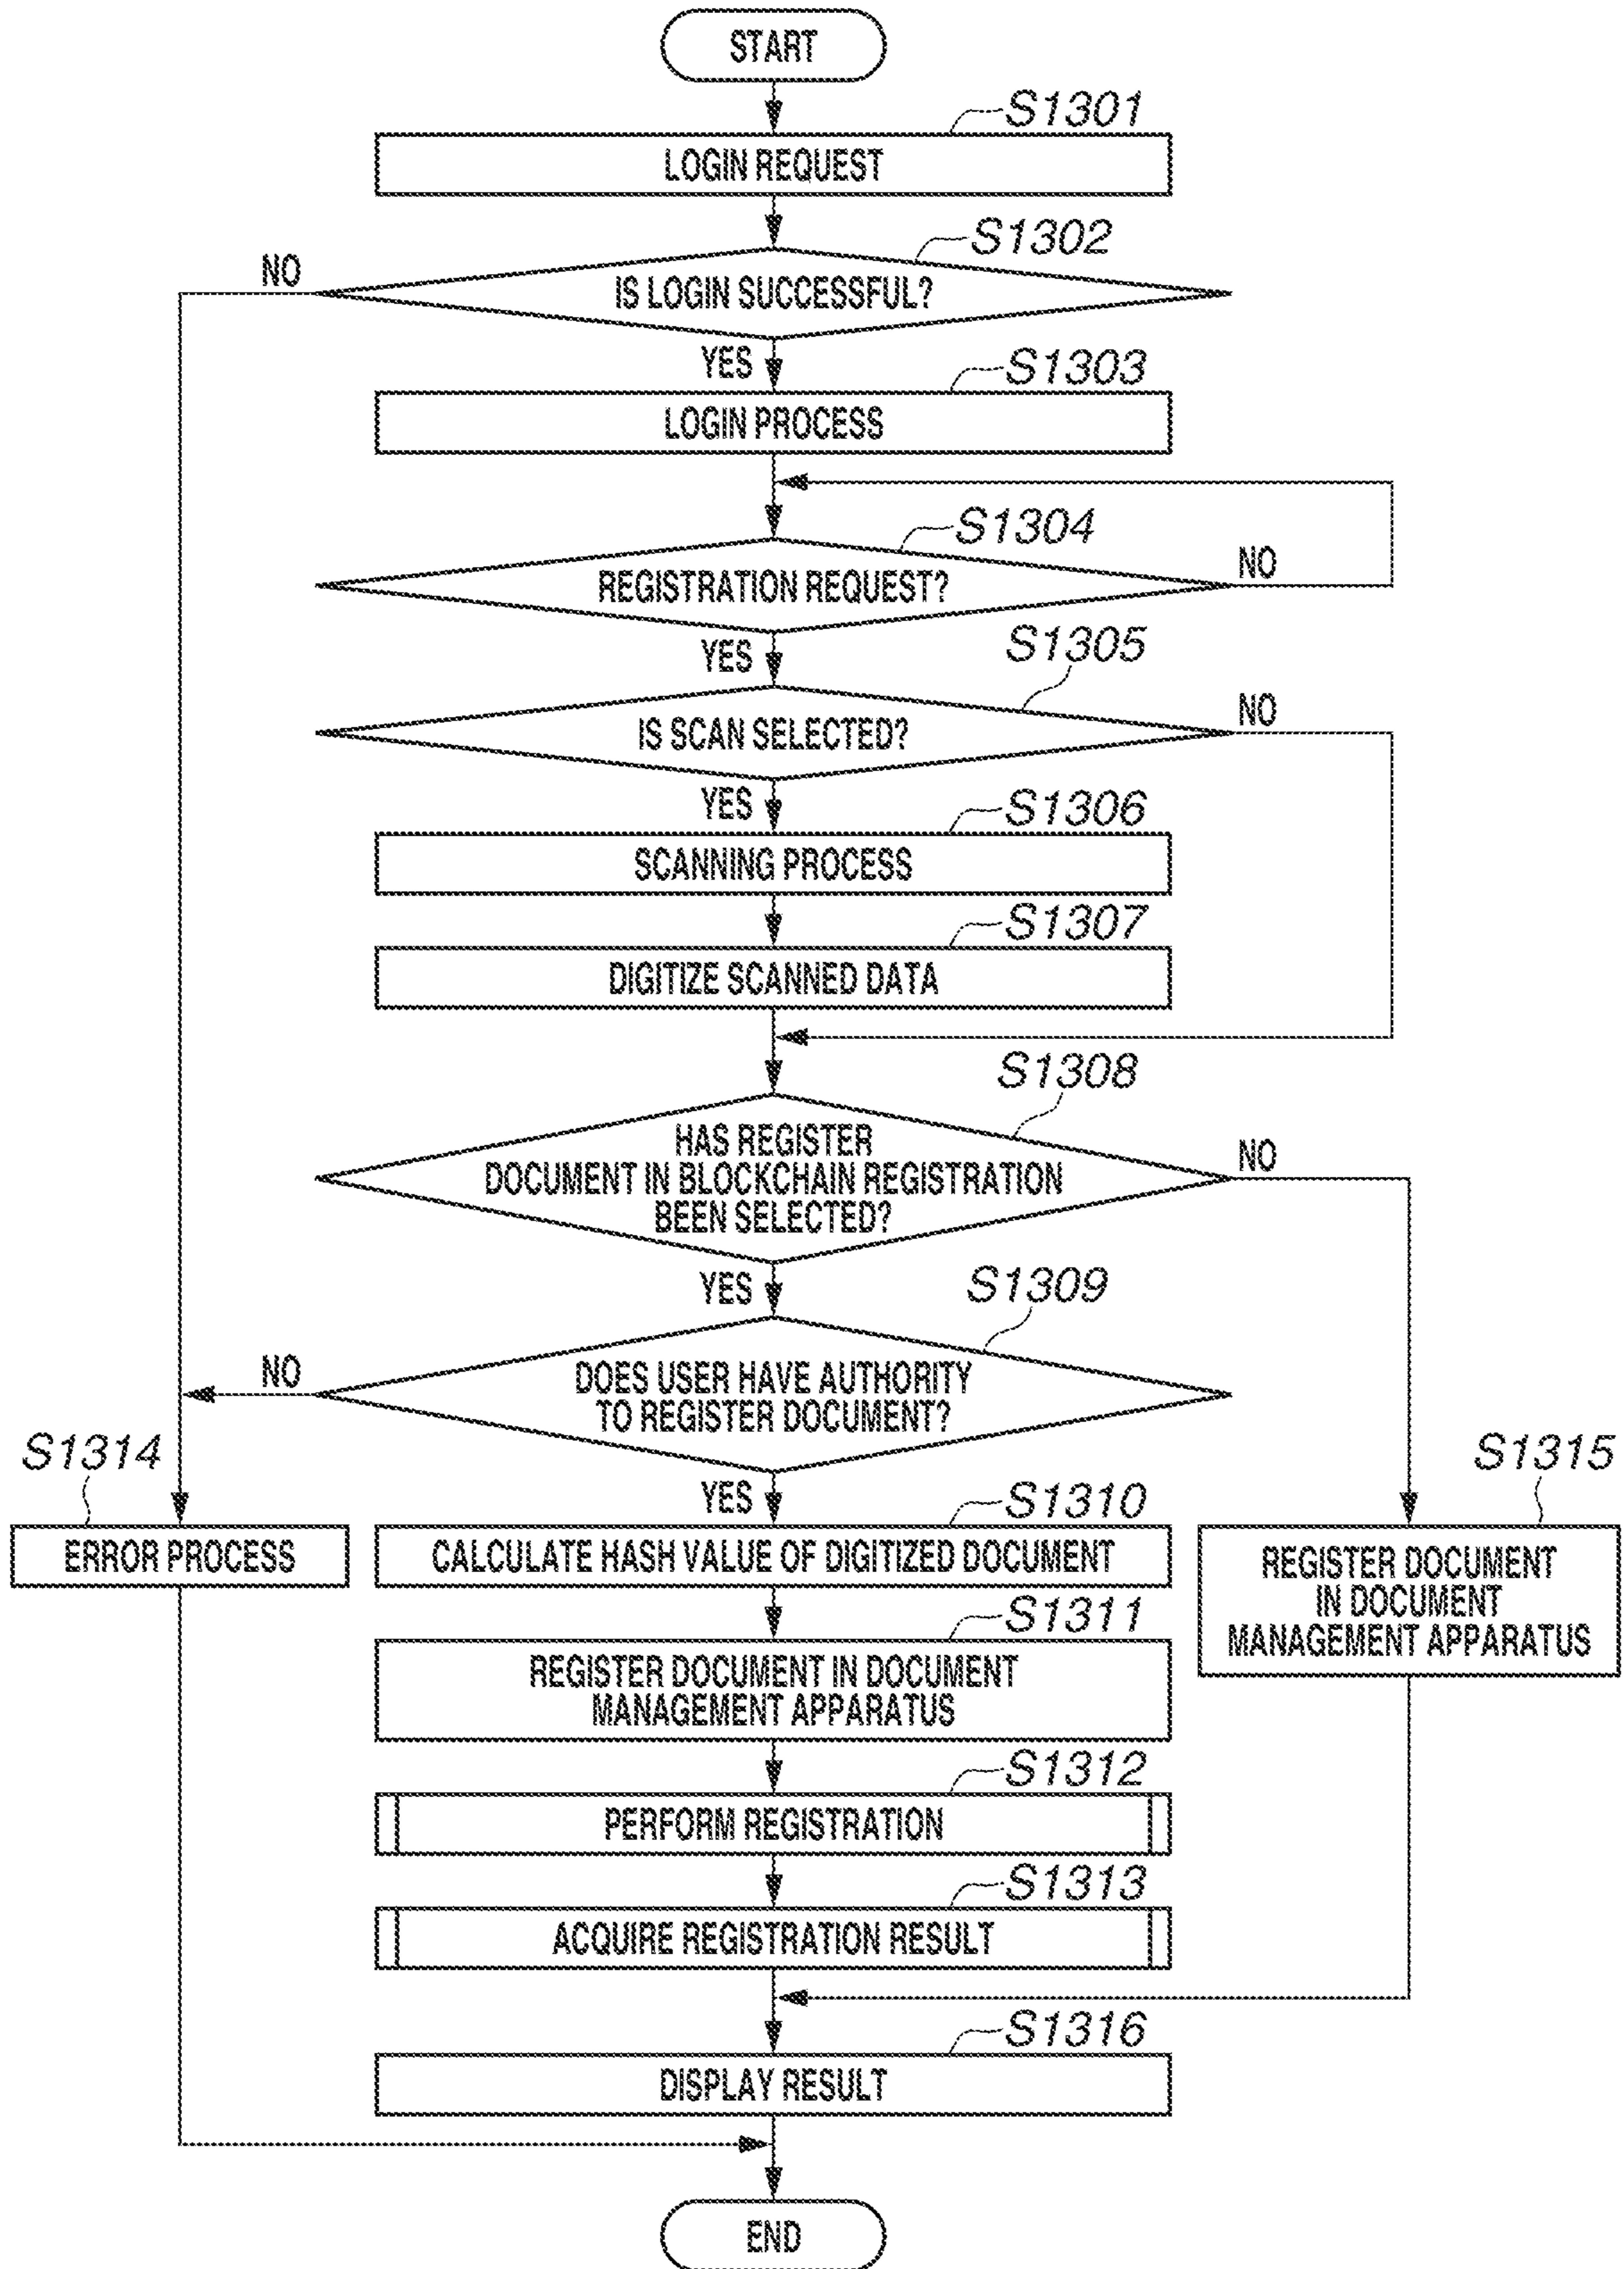 START
S1301
LOGIN REQUEST
S1302
NO
IS LOGIN SUCCESSFUL?
YES
S1303
LOGIN PROCESS
S1304
REGISTRATION REQUEST?
NO
YES
S1305
IS SCAN SELECTED?
NO
YES
S1306
SCANNING PROCESS
S1307
DIGITIZE SCANNED DATA
S1308
HAS REGISTER
DOCUMENT IN BLOCKCHAIN REGISTRATION
BEEN SELECTED?
NO
YES
S1309
NO
DOES USER HAVE AUTHORITY
TO REGISTER DOCUMENT?
YES
S1314
ERROR PROCESS
S1310
CALCULATE HASH VALUE OF DIGITIZED DOCUMENT
S1315
REGISTER DOCUMENT
IN DOCUMENT
MANAGEMENT APPARATUS
S1311
REGISTER DOCUMENT IN DOCUMENT
MANAGEMENT APPARATUS
S1312
PERFORM REGISTRATION
S1313
ACQUIRE REGISTRATION RESULT
S1316
DISPLAY RESULT
END